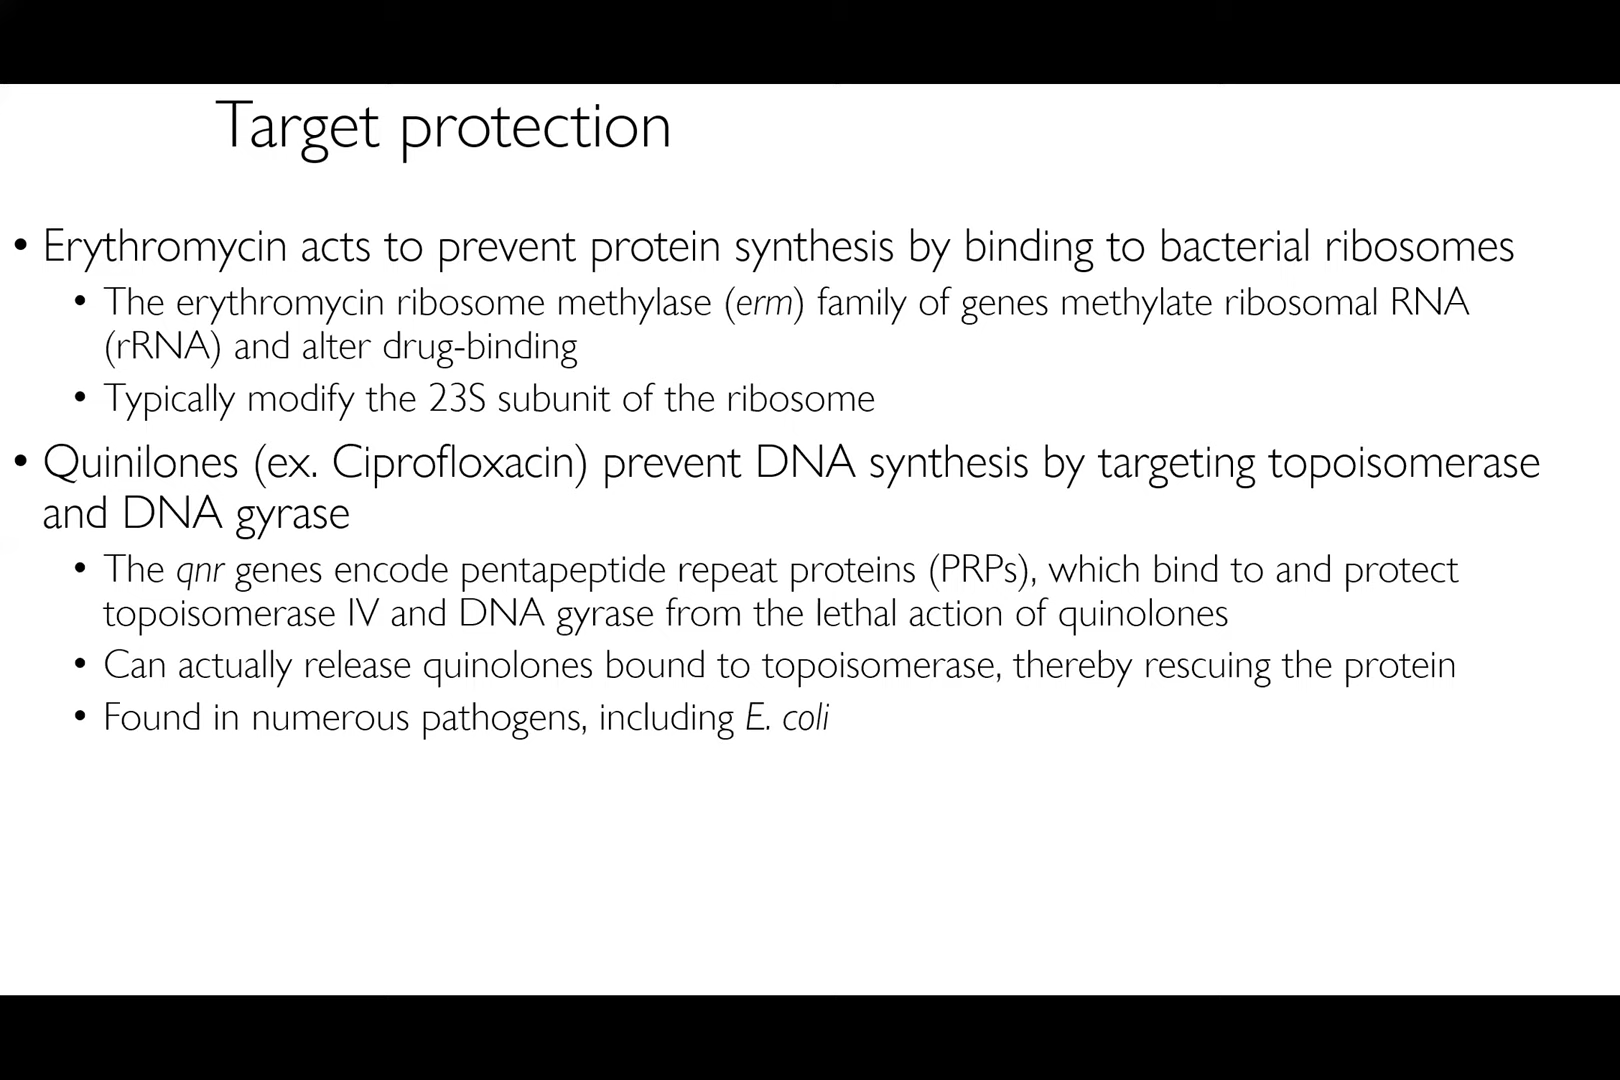 Target protection
• Erythromycin acts to prevent protein synthesis by binding to bacterial ribosomes
• The erythromycin ribosome methylase (erm) family of genes methylate ribosomal RNA
(rRNA) and alter drug-binding
• Typically modify the 23S subunit of the ribosome
• Quinilones (ex. Ciprofloxacin) prevent DNA synthesis by targeting topoisomerase
and DNA gyrase
• The qnr genes encode pentapeptide repeat proteins (PRPs), which bind to and protect
topoisomerase IV and DNA gyrase from the lethal action of quinolones
• Can actually release quinolones bound to topoisomerase, thereby rescuing the protein
• Found in numerous pathogens, including E. coli